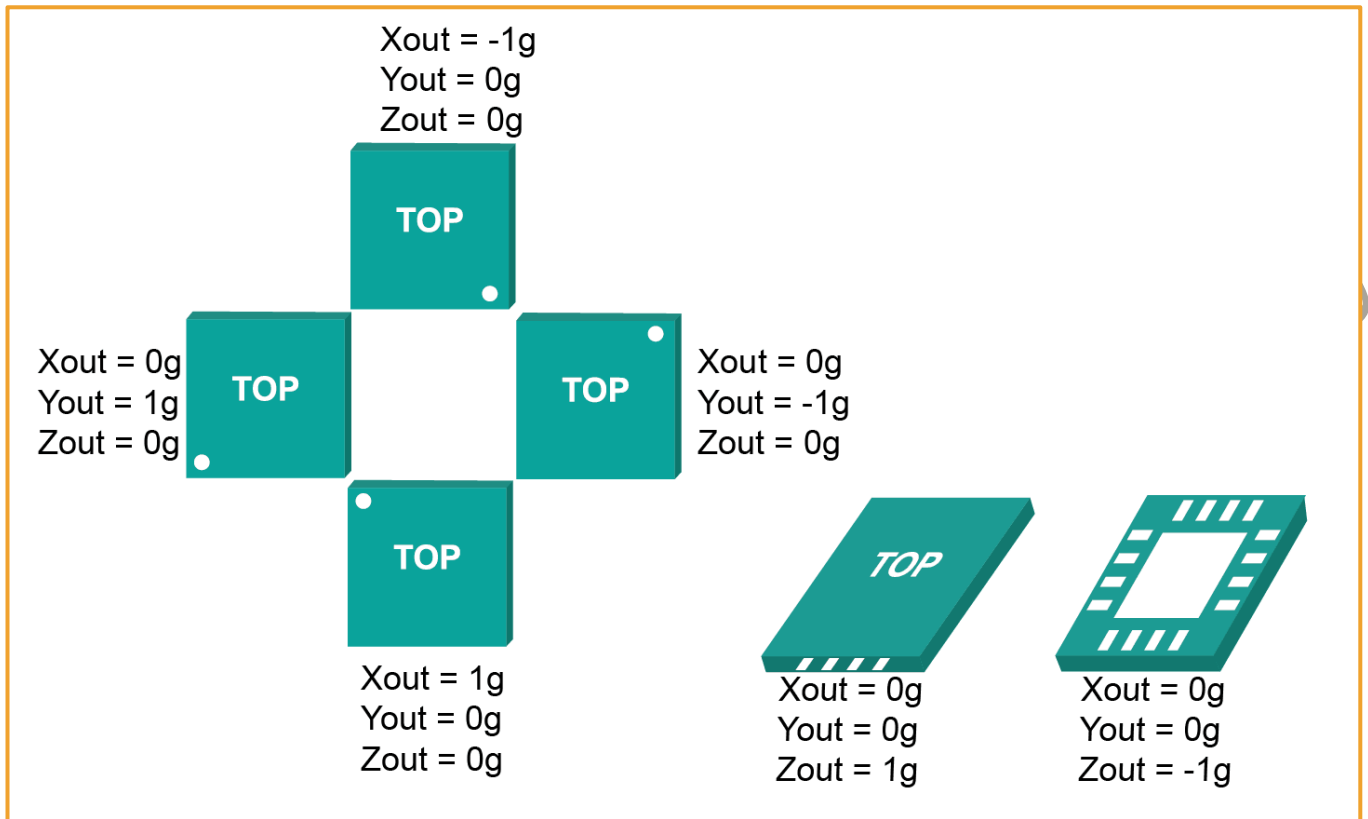 Xout = -1g
Yout = 0g
Zout = 0g
TOP
Xout = 0g
Yout = 1g
Zout = 0g
TOP
TOP
Xout = 0g
Yout = -1g
Zout = 0g
TOP
Xout = 1g
Yout = 0g
Zout = 0g
TOP
Xout = 0g
Yout = 0g
Zout = 1g
Xout = 0g
Yout = 0g
Zout = -1g